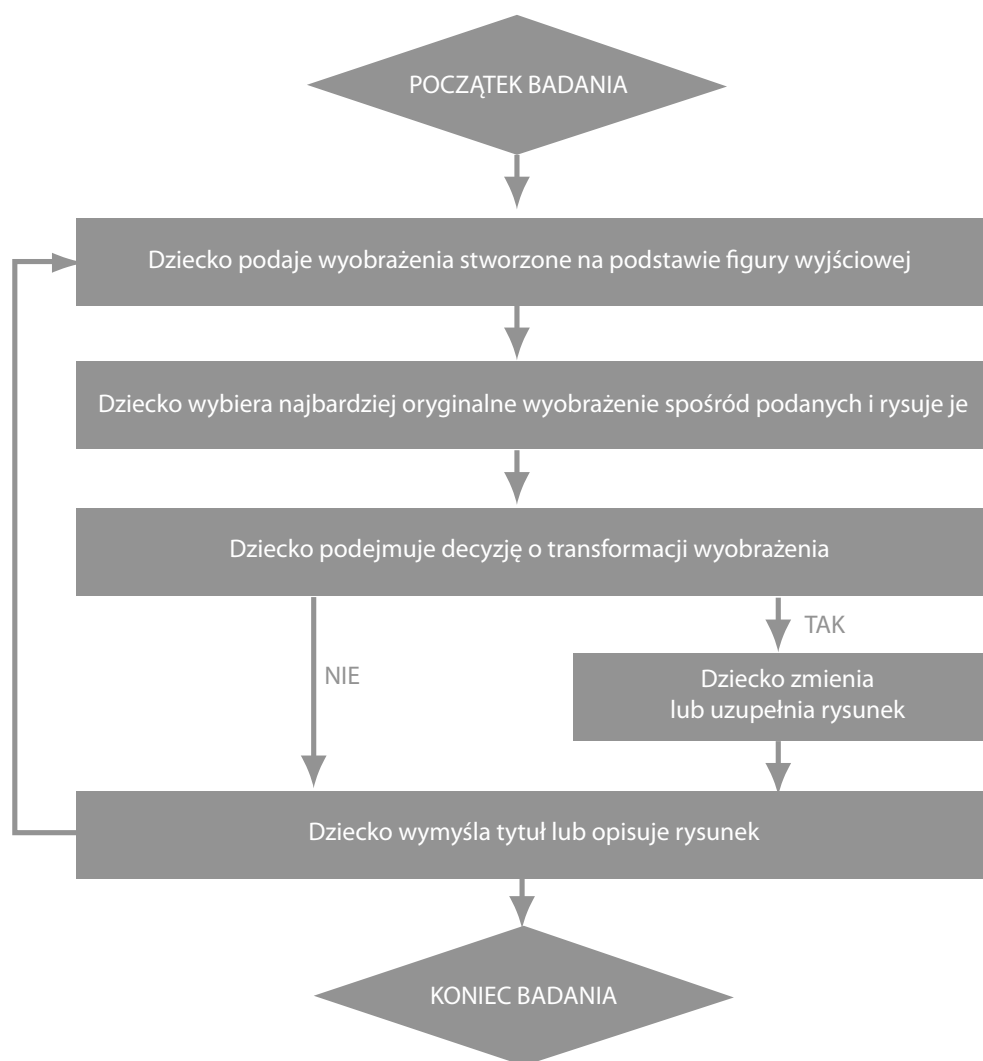 POCZĄTEK BADANIA
Dziecko podaje wyobrażenia stworzone na podstawie figury wyjściowej
Dziecko wybiera najbardziej oryginalne wyobrażenie spośród podanych i rysuje je
Dziecko podejmuje decyzję o transformacji wyobrażenia
TAK
NIE
Dziecko zmienia
lub uzupełnia rysunek
Dziecko wymyśla tytuł lub opisuje rysunek
KONIEC BADANIA